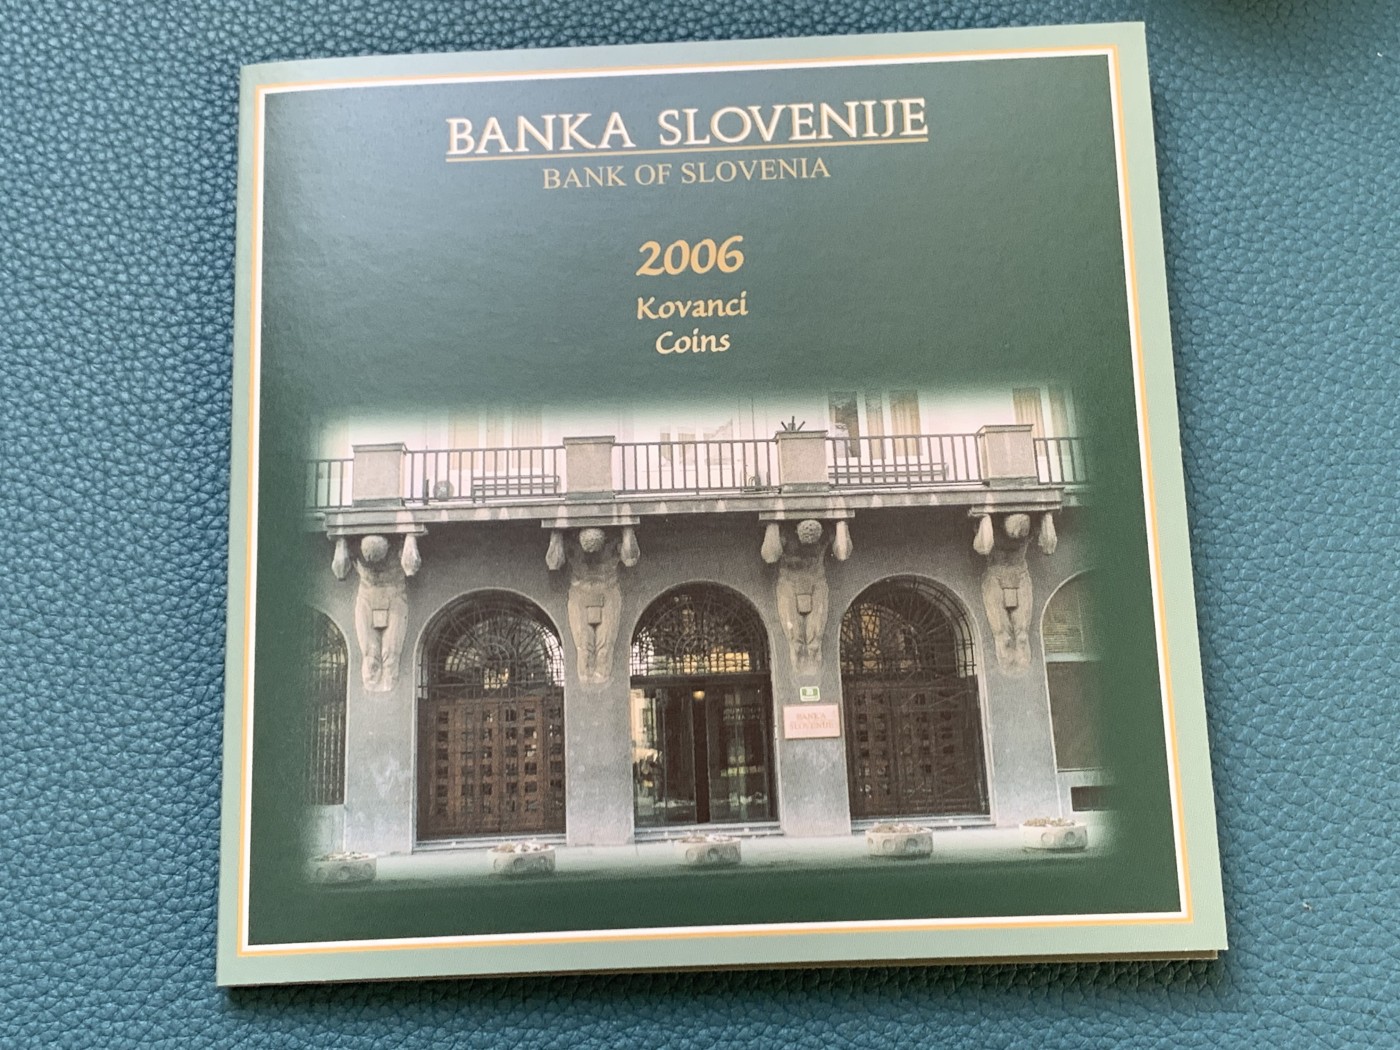 BANKA SLOVENIJE
BANK OF SLOVENIA
2006
Kovanci
Coins
BANKA
SLOVENIJE